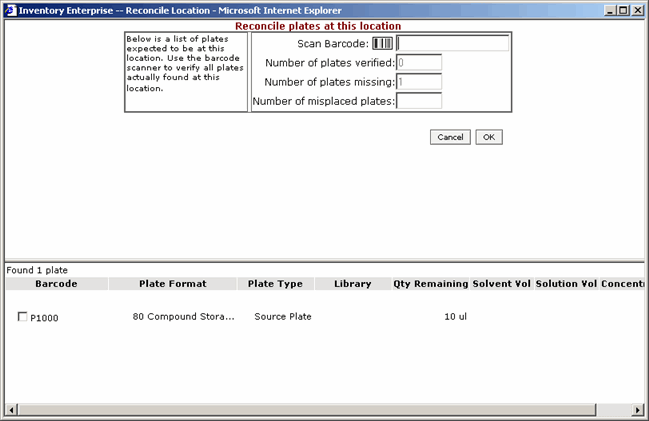 Inventory Enterprise -- Reconcile Location - Microsoft Internet Explorer
Reconcile plates at this location
Below is a list of plates
expected to be at this
location. Use the barcode
scanner to verify all plates
actually found at this
location.
Scan Barcode:
Number of plates verified: 0
Number of plates missing: 1
Number of misplaced plates:
Cancel OK
Found 1 plate
Barcode Plate Format Plate Type Library Qty Remaining Solvent Vol Solution Vol Concentr
P1000 80 Compound Stora... Source Plate 10 ul